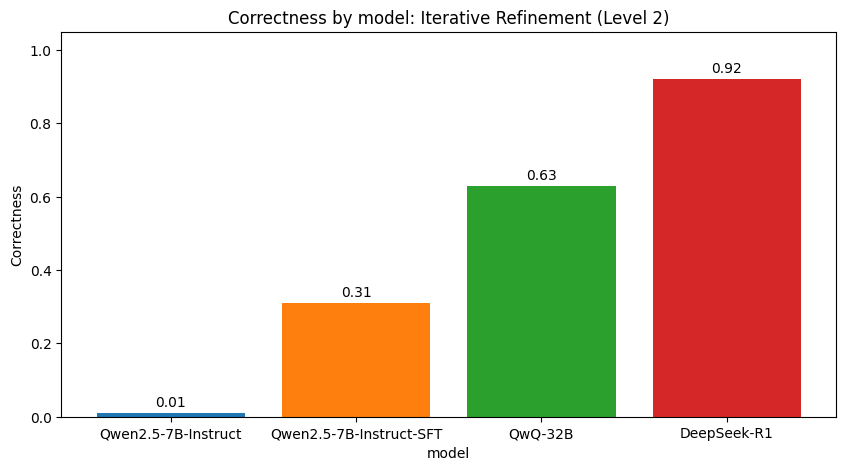 Correctness by model: Iterative Refinement (Level 2)
1.0
0.8
0.6
0.4
0.2
0.0
Correctness
0.01
0.31
0.63
0.92
Qwen2.5-7B-Instruct
Qwen2.5-7B-Instruct-SFT
QwQ-32B
DeepSeek-R1
model